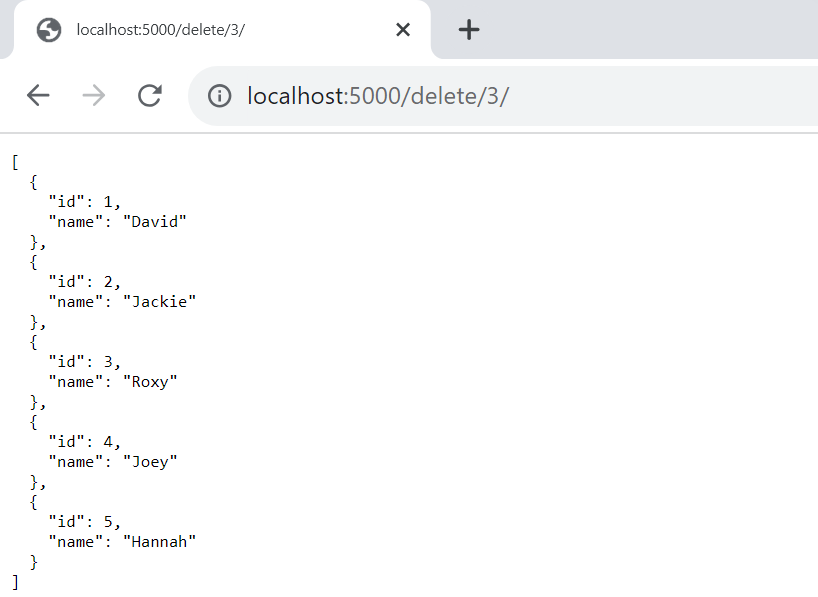 localhost:5000/delete/3/
localhost:5000/delete/3/
[
  {
    "id": 1,
    "name": "David"
  },
  {
    "id": 2,
    "name": "Jackie"
  },
  {
    "id": 3,
    "name": "Roxy"
  },
  {
    "id": 4,
    "name": "Joey"
  },
  {
    "id": 5,
    "name": "Hannah"
  }
]